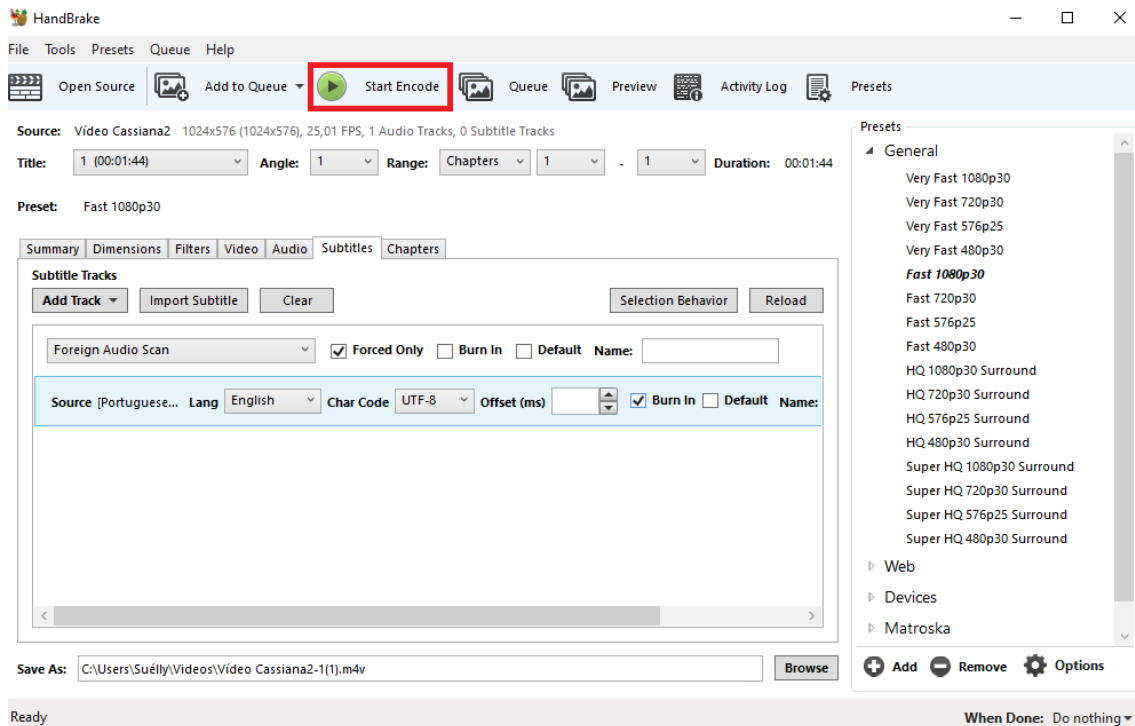 HandBrake
File Tools Presets Queue Help
Open Source Add to Queue Start Encode Queue Preview Activity Log Presets
Source: Vídeo Cassiana2 1024x576 (1024x576), 25,01 FPS, 1 Audio Tracks, 0 Subtitle Tracks
Title: 1 (00:01:44) Angle: 1 Range: Chapters 1 - 1 Duration: 00:01:44
Preset: Fast 1080p30
Summary Dimensions Filters Video Audio Subtitles Chapters
Subtitle Tracks
Add Track Import Subtitle Clear Selection Behavior Reload
Foreign Audio Scan Forced Only Burn In Default Name:
Source [Portuguese... Lang English Char Code UTF-8 Offset (ms) Burn In Default Name:
Save As: C:\Users\Suélly\Videos\Vídeo Cassiana2-1(1).m4v Browse
Presets
General
Very Fast 1080p30
Very Fast 720p30
Very Fast 576p25
Very Fast 480p30
Fast 1080p30
Fast 720p30
Fast 576p25
Fast 480p30
HQ 1080p30 Surround
HQ 720p30 Surround
HQ 576p25 Surround
HQ 480p30 Surround
Super HQ 1080p30 Surround
Super HQ 720p30 Surround
Super HQ 576p25 Surround
Super HQ 480p30 Surround
Web
Devices
Matroska
Add Remove Options
Ready When Done: Do nothing